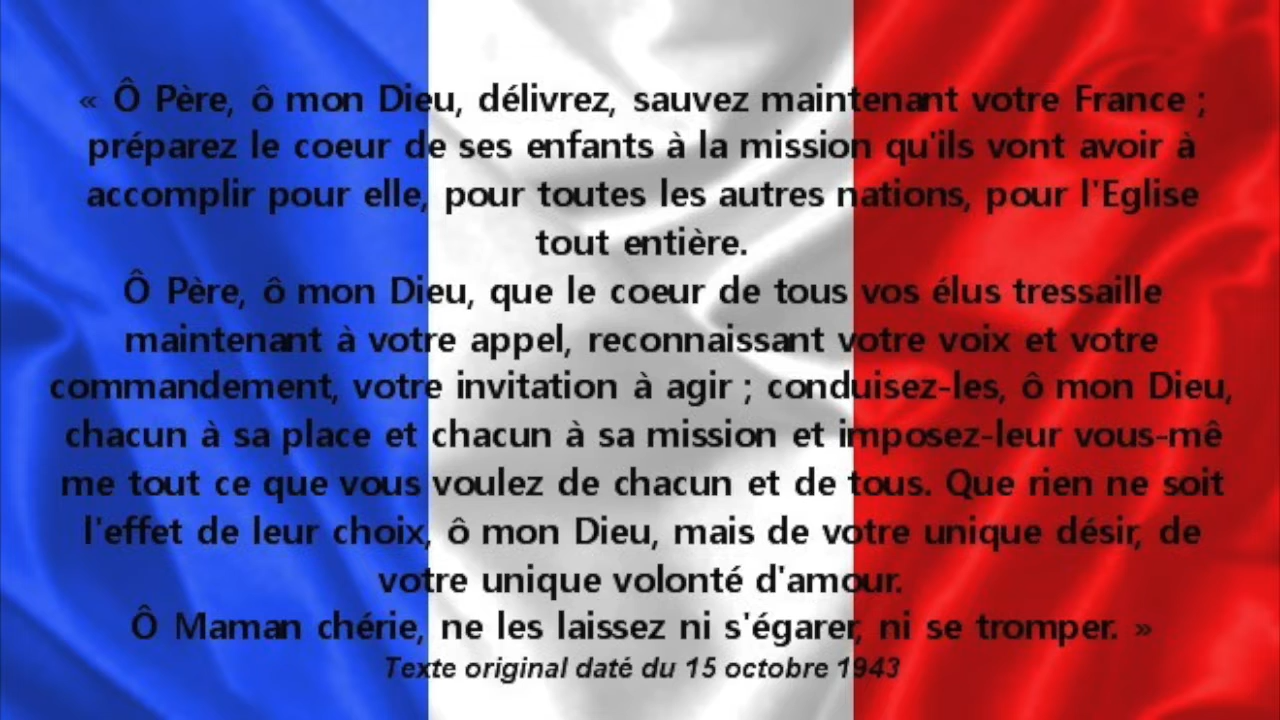 « Ô Père, ô mon Dieu, délivrez, sauvez maintenant votre France ;
préparez le coeur de ses enfants à la mission qu'ils vont avoir à
accomplir pour elle, pour toutes les autres nations, pour l'Eglise
tout entière.
Ô Père, ô mon Dieu, que le coeur de tous vos élus tressaille
maintenant à votre appel, reconnaissant votre voix et votre
commandement, votre invitation à agir ; conduisez-les, ô mon Dieu,
chacun à sa place et chacun à sa mission et imposez-leur vous-mê
me tout ce que vous voulez de chacun et de tous. Que rien ne soit
l'effet de leur choix, ô mon Dieu, mais de votre unique désir, de
votre unique volonté d'amour.
Ô Maman chérie, ne les laissez ni s'égarer, ni se tromper. »
Texte original daté du 15 octobre 1943